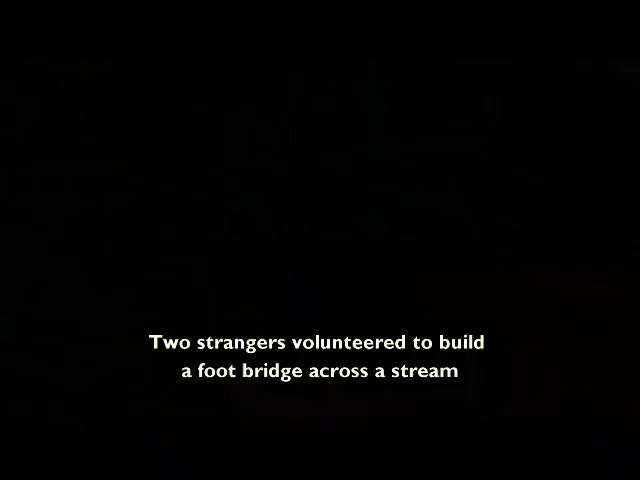 Two strangers volunteered to build
a foot bridge across a stream